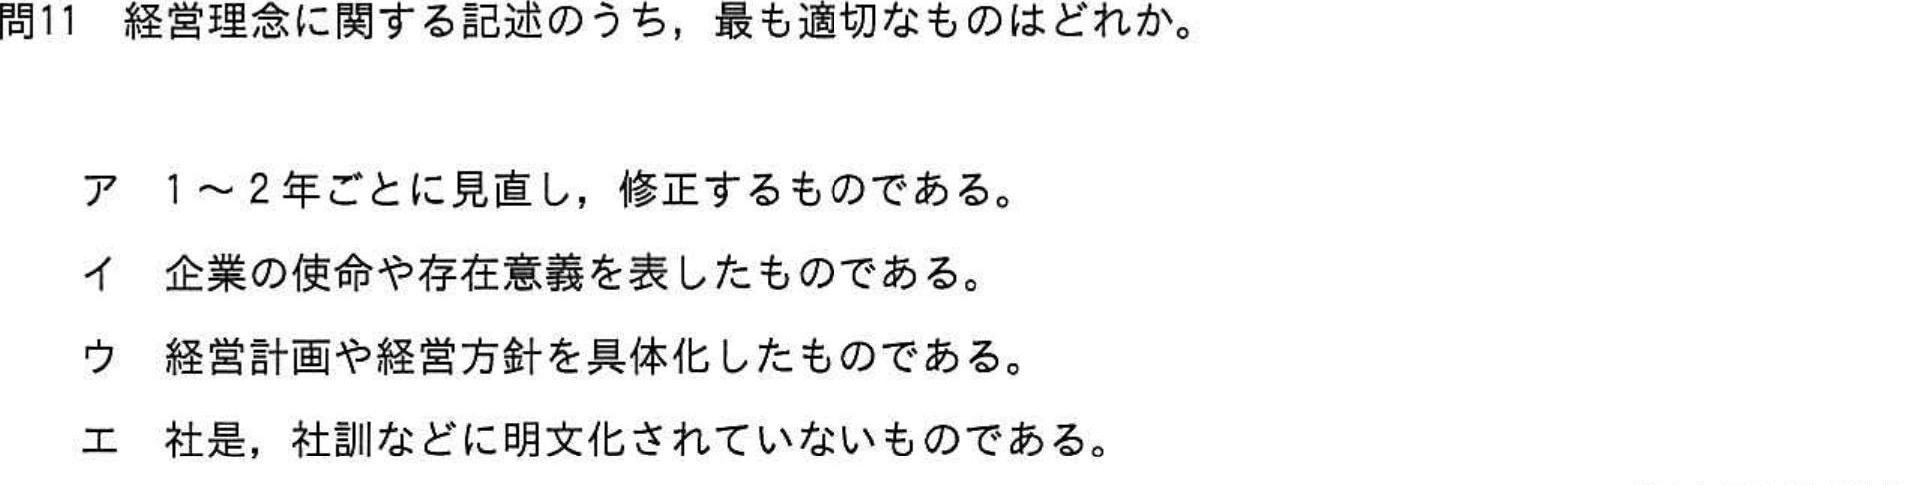 問11　経営理念に関する記述のうち，最も適切なものはどれか。
ア　1～2年ごとに見直し，修正するものである。
イ　企業の使命や存在意義を表したものである。
ウ　経営計画や経営方針を具体化したものである。
エ　社是，社訓などに明文化されていないものである。